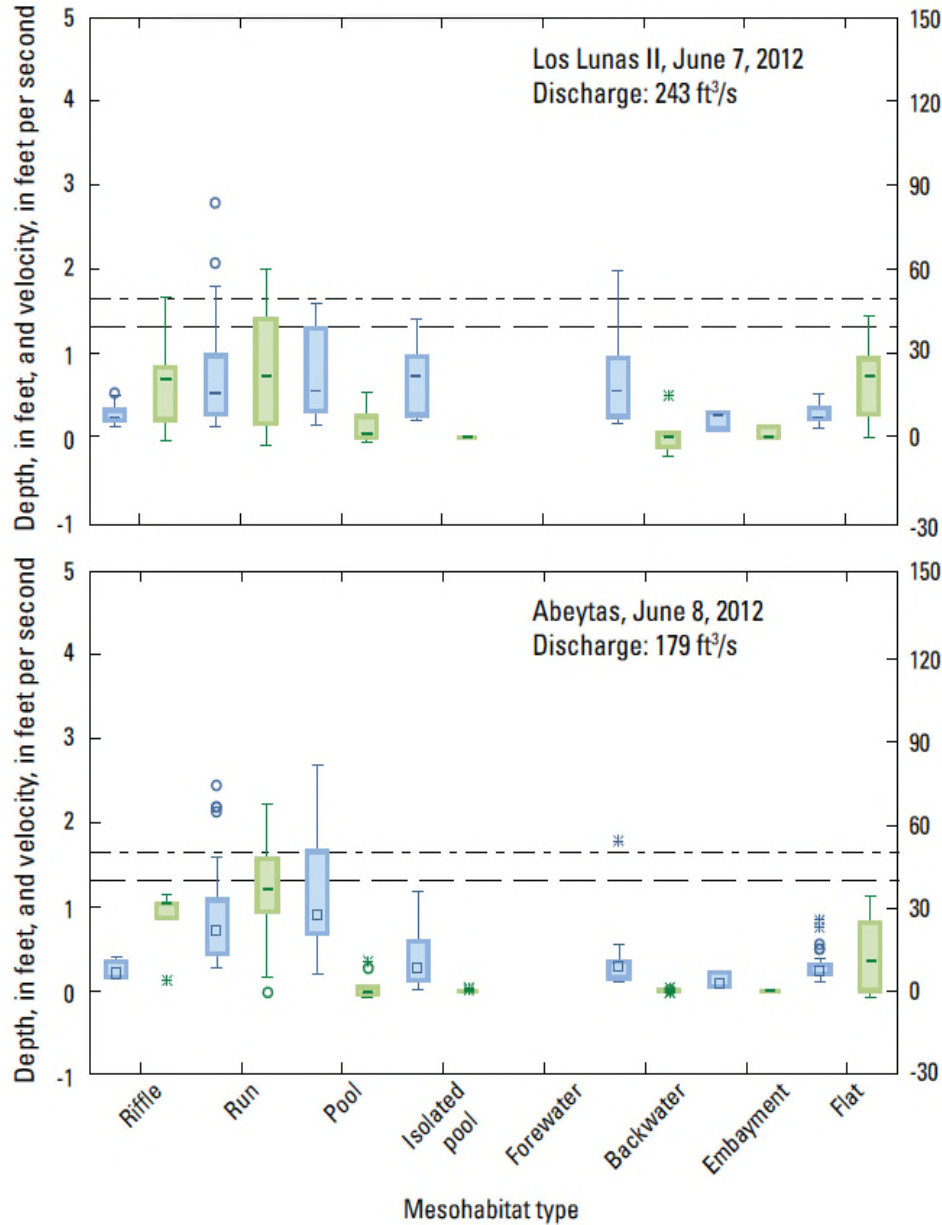 Depth, in feet, and velocity, in feet per second
5
4
3
2
1
0
-1
Los Lunas II, June 7, 2012
Discharge: 243 ft³/s
150
120
90
60
30
0
-30
Depth, in feet, and velocity, in feet per second
5
4
3
2
1
0
-1
Abeytas, June 8, 2012
Discharge: 179 ft³/s
150
120
90
60
30
0
-30
Riffle
Run
Pool
Isolated
pool
Forewater
Backwater
Embayment
Flat
Mesohabitat type